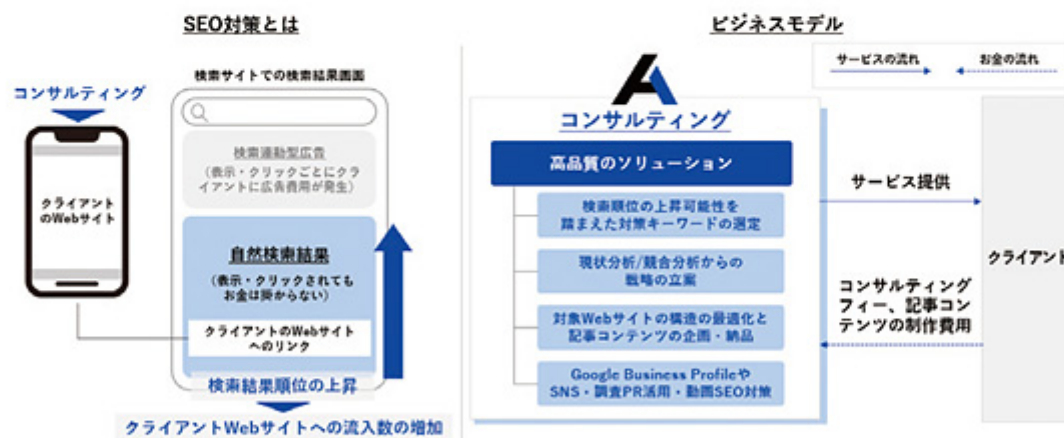 SEO対策とは
コンサルティング
クライアント
のWebサイト
検索サイトでの検索結果画面
検索連動型広告
(表示・クリックごとにクラ
イアントに広告費用が発生)
自然検索結果
(表示・クリックされても
お金は掛からない)
クライアントのWebサイト
へのリンク
検索結果順位の上昇
クライアントWebサイトへの流入数の増加
ビジネスモデル
サービスの流れ
お金の流れ
コンサルティング
高品質のソリューション
検索順位の上昇可能性を
踏まえた対策キーワードの選定
現状分析/競合分析からの
戦略の立案
対象Webサイトの構造の最適化と
記事コンテンツの企画・納品
Google Business Profileや
SNS・調査PR活用・動画SEO対策
サービス提供
コンサルティング
フィー、記事コン
テンツの制作費用
クライアント